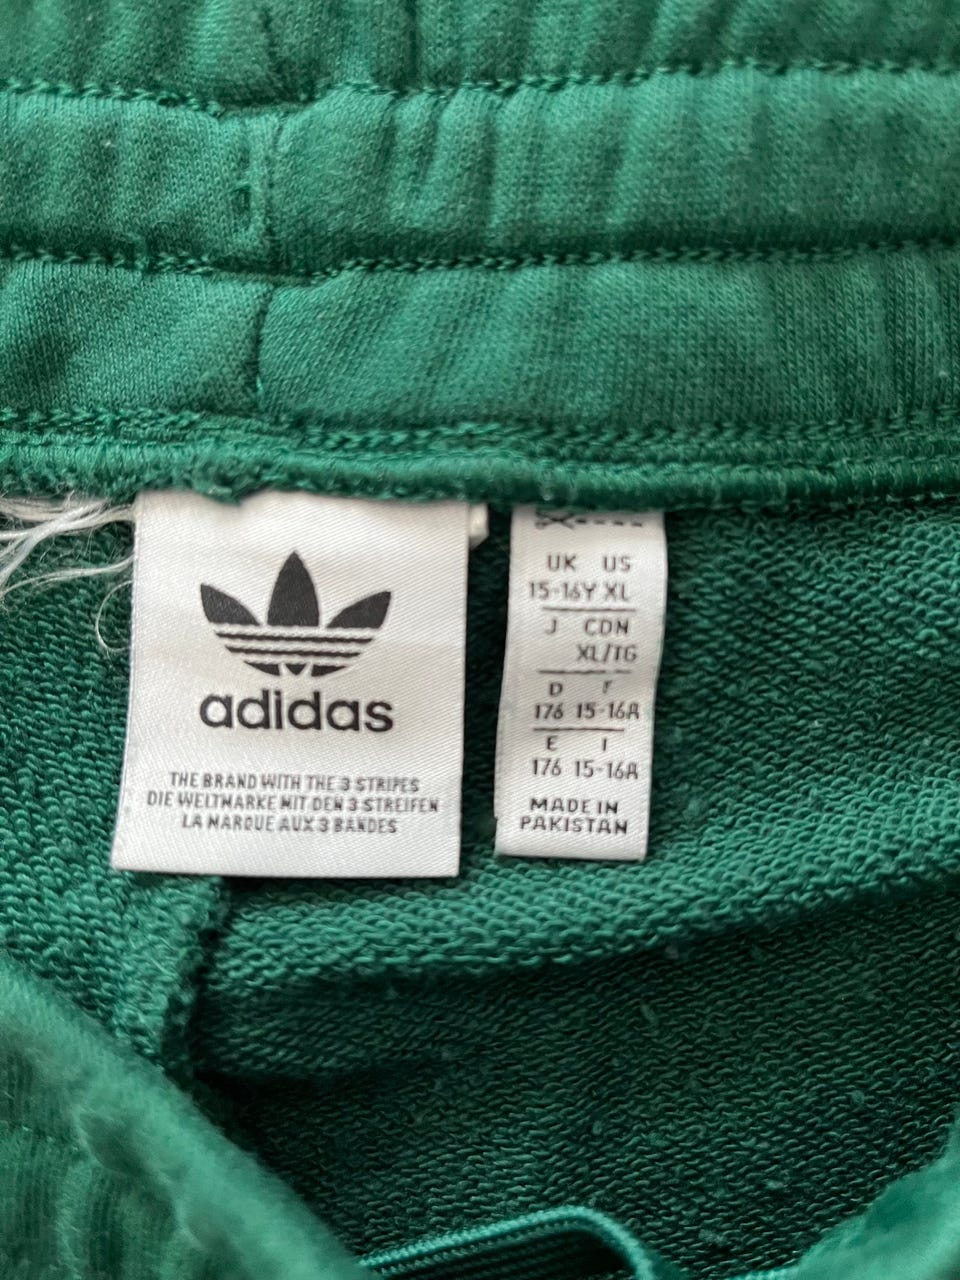 adidas
THE BRAND WITH THE 3 STRIPES
DIE WELTMARKE MIT DEN 3 STREIFEN
LA MARQUE AUX 3 BANDES
UK US
15-16Y XL
J CDN
XL/TG
D F
176 15-16A
E I
176 15-16A
MADE IN
PAKISTAN